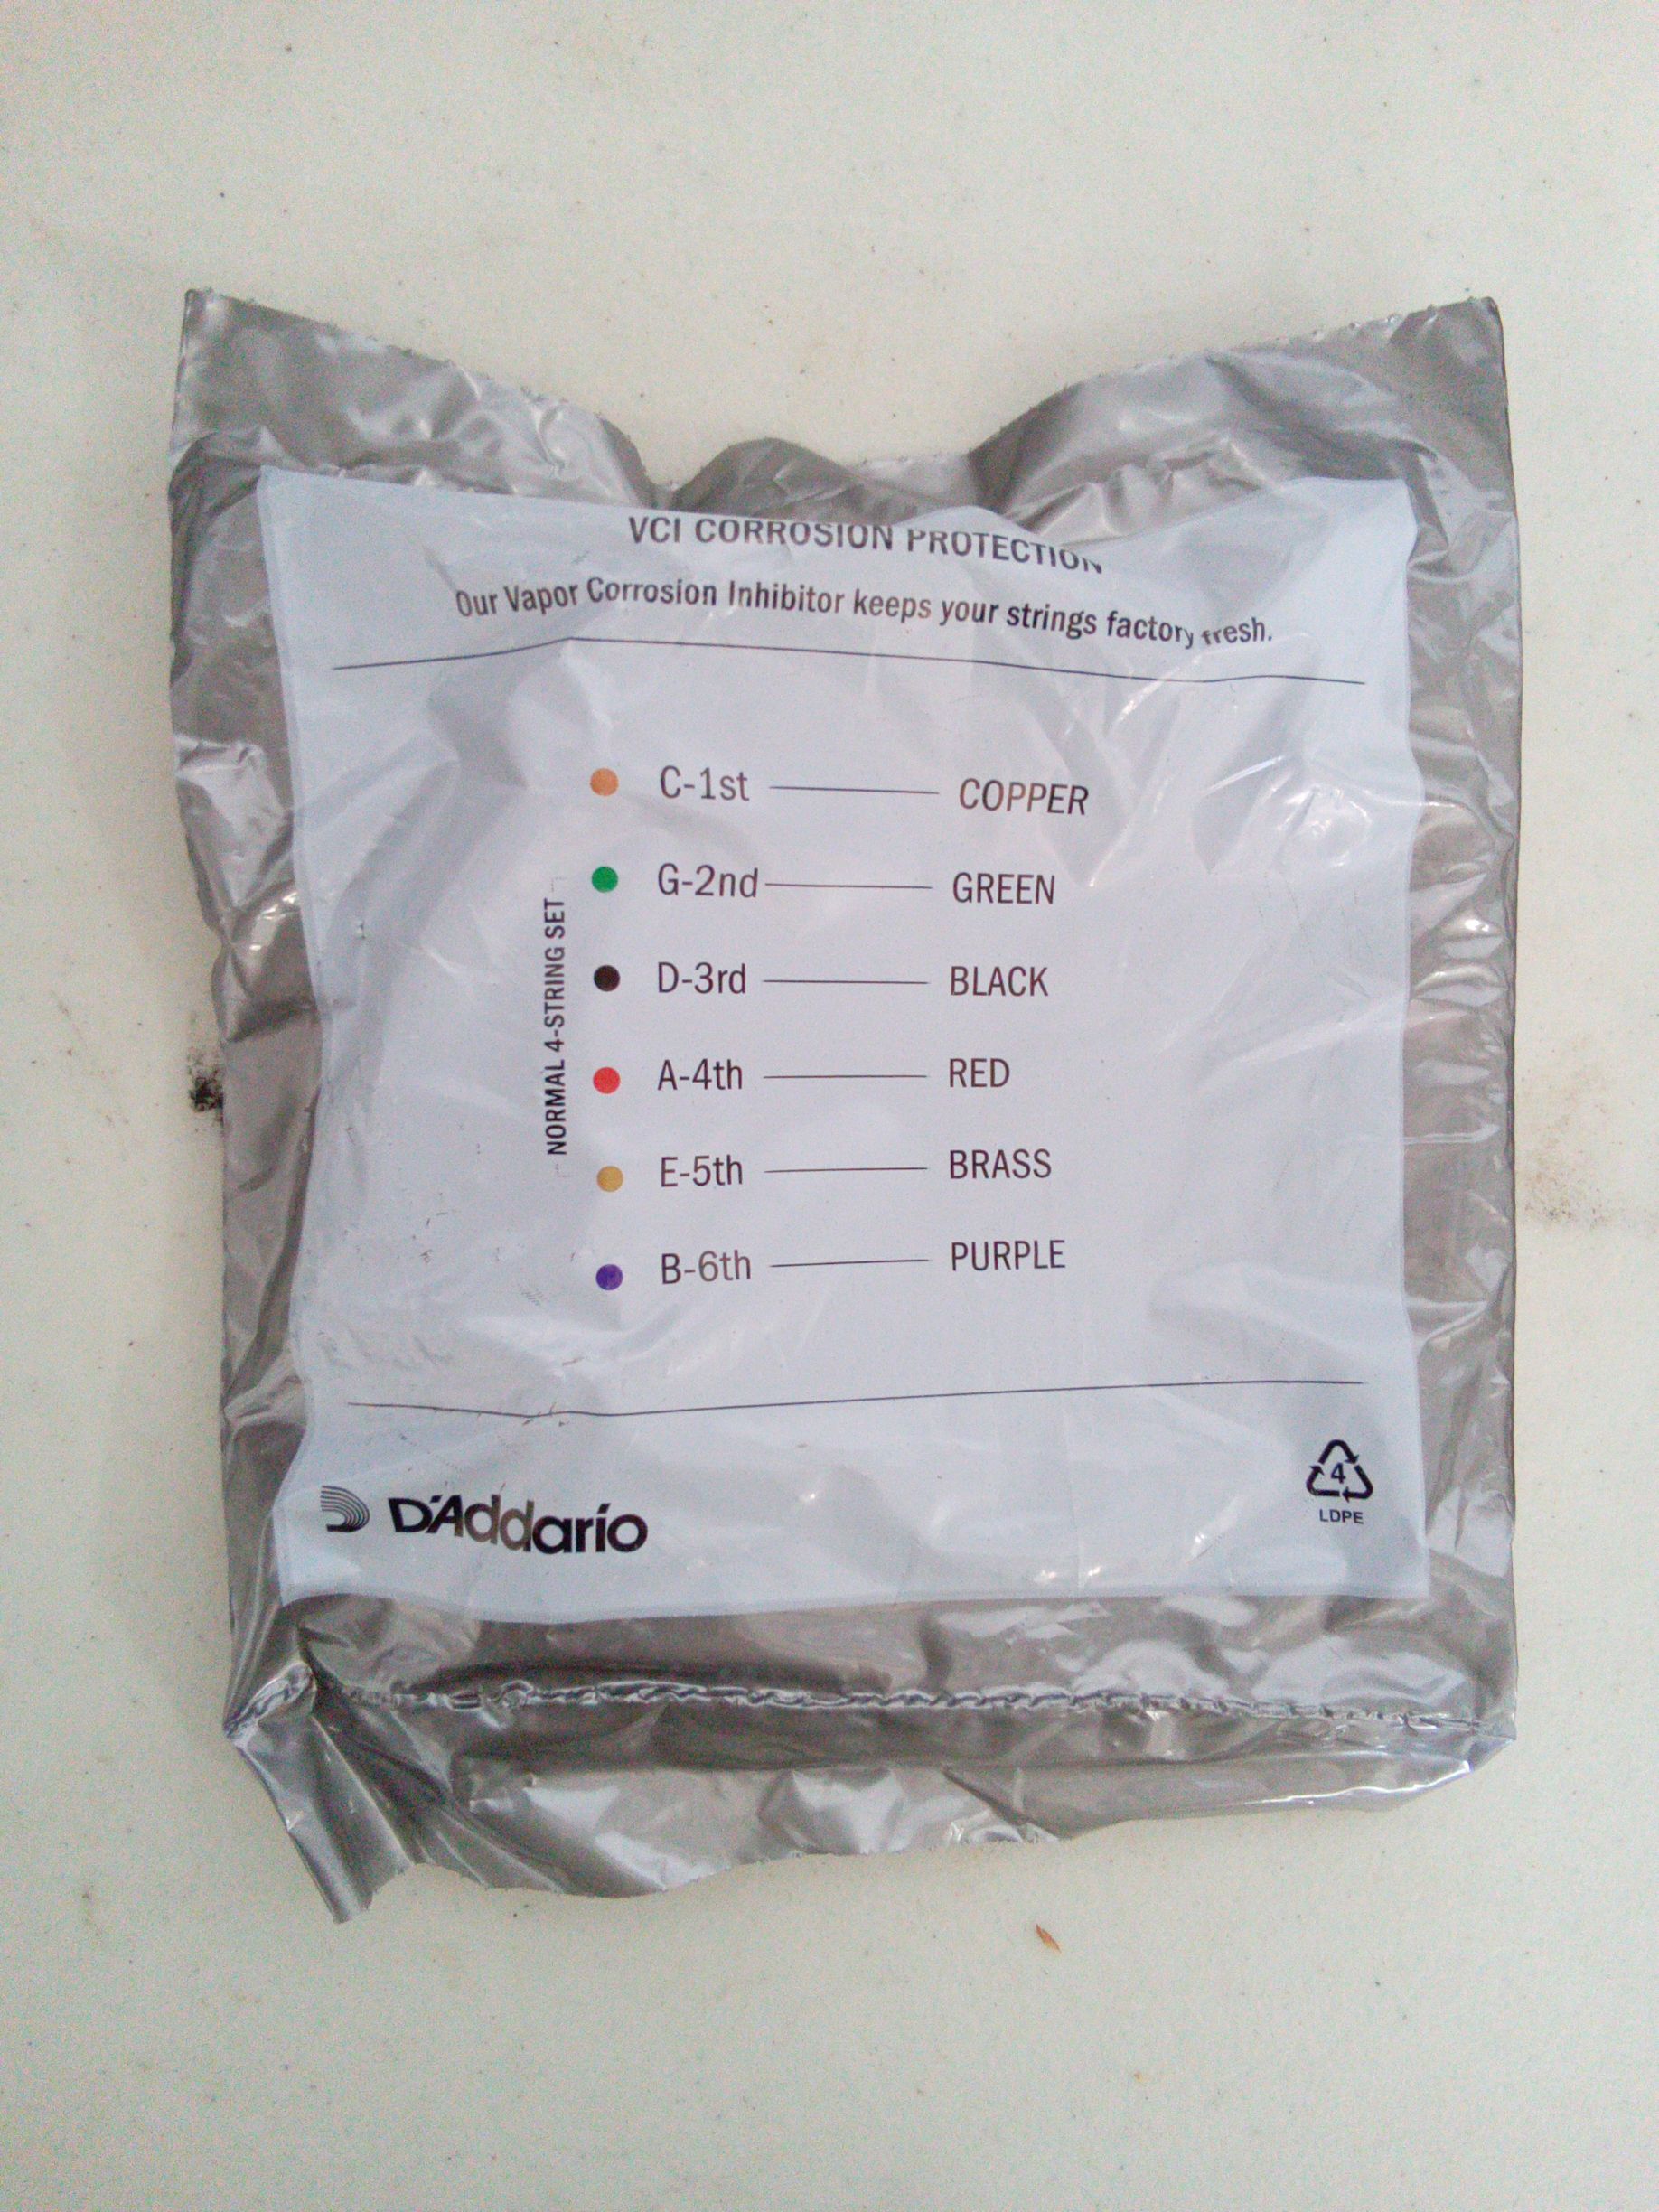 VCI CORROSION PROTECTION
Our Vapor Corrosion Inhibitor keeps your strings factory fresh.
C-1st COPPER
G-2nd GREEN
D-3rd BLACK
A-4th RED
E-5th BRASS
B-6th PURPLE
NORMAL 4-STRING SET
D'Addario
4
LDPE